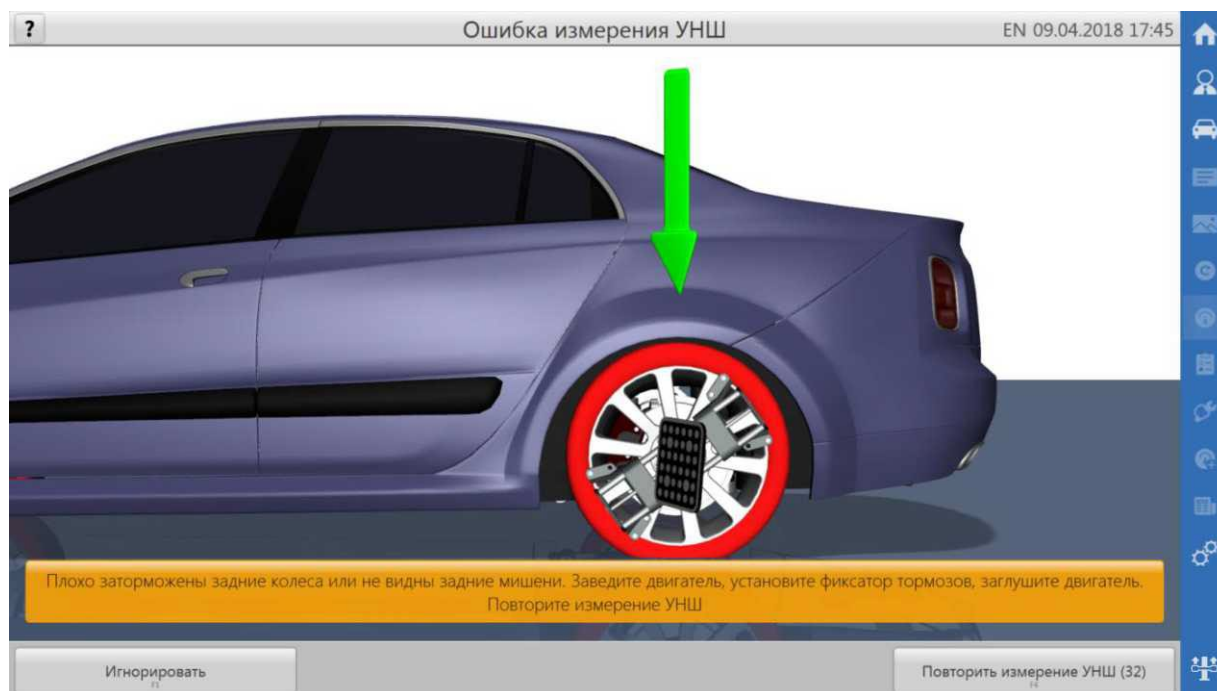 ?
Ошибка измерения УНШ
EN 09.04.2018 17:45
Плохо заторможены задние колеса или не видны задние мишени. Заведите двигатель, установите фиксатор тормозов, заглушите двигатель.
Повторите измерение УНШ
Игнорировать
F1
Повторить измерение УНШ (32)